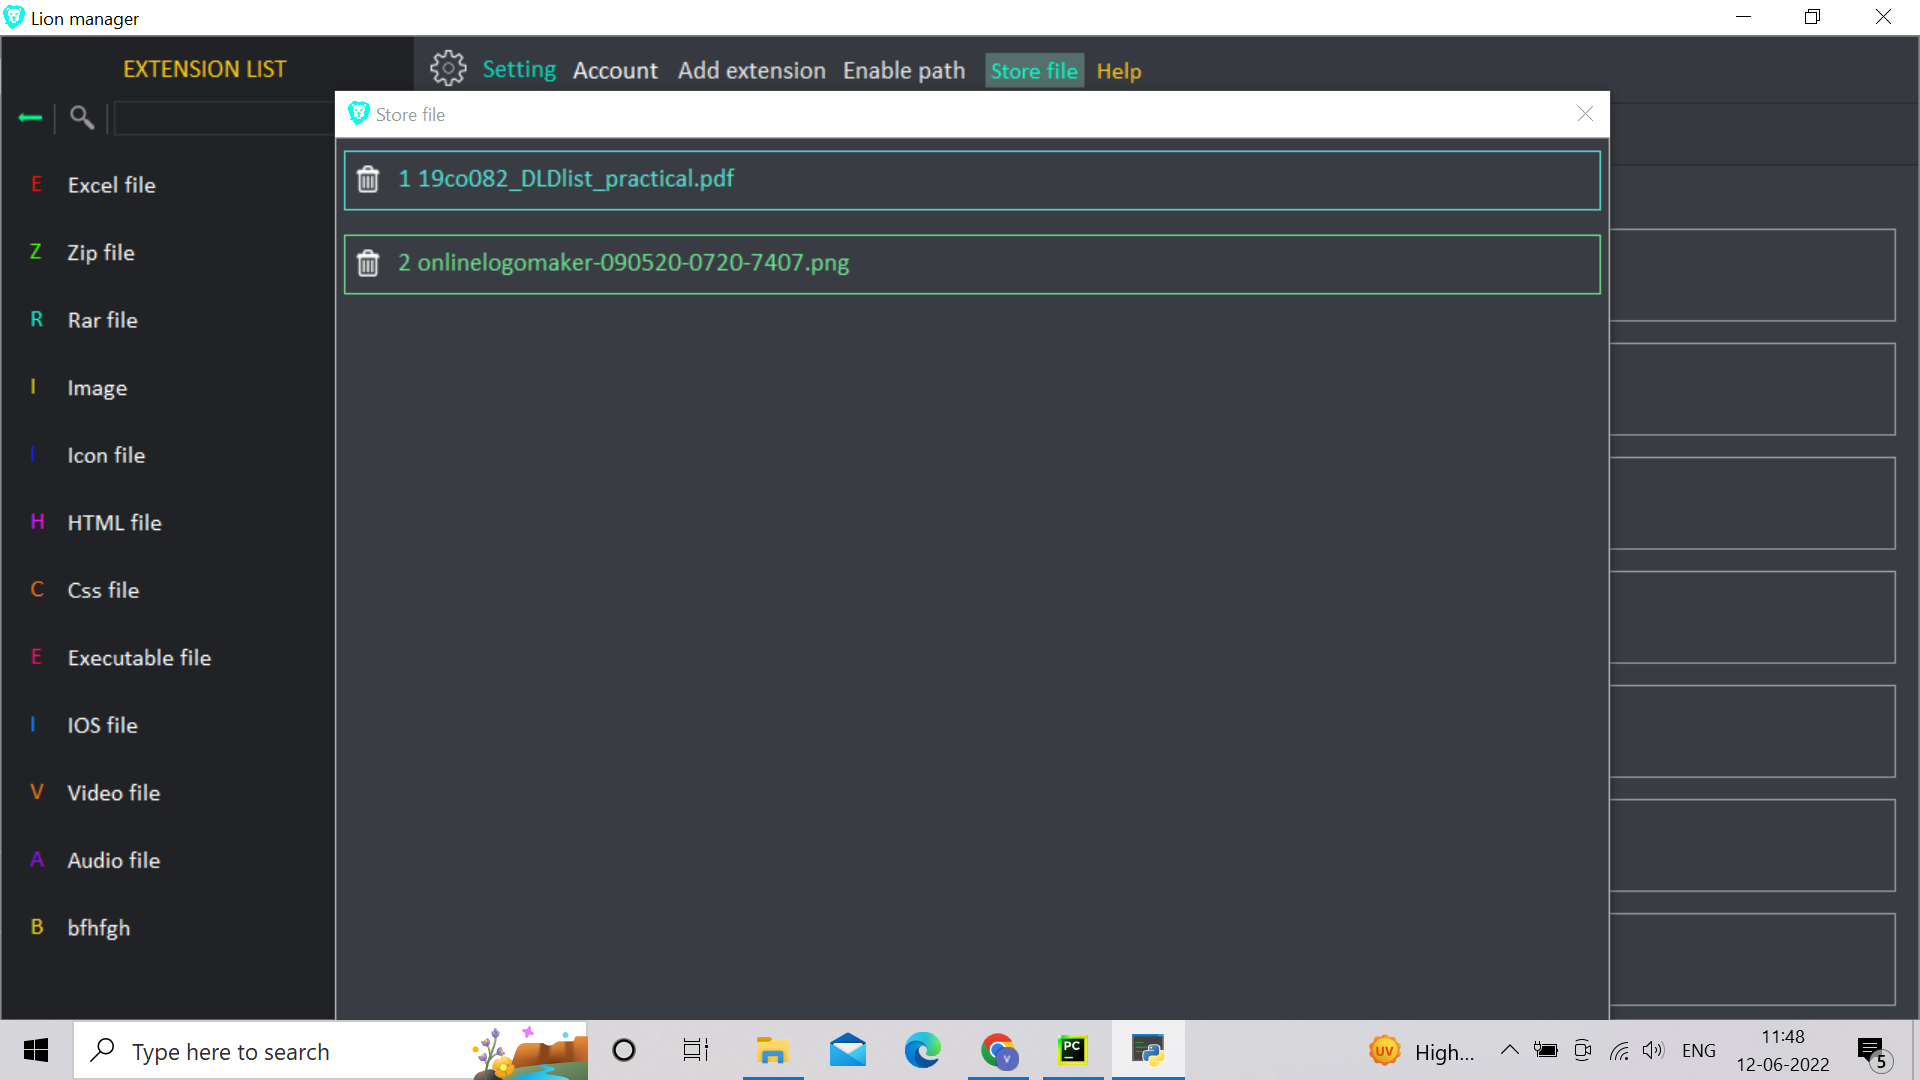 Lion manager
EXTENSION LIST
Setting Account Add extension Enable path Store file Help
Store file
1 19co082_DLDlist_practical.pdf
2 onlinelogomaker-090520-0720-7407.png
E Excel file
Z Zip file
R Rar file
I Image
I Icon file
H HTML file
C Css file
E Executable file
I IOS file
V Video file
A Audio file
B bfhfgh
Type here to search
PC
v
UV
High...
ENG
11:48
12-06-2022
5